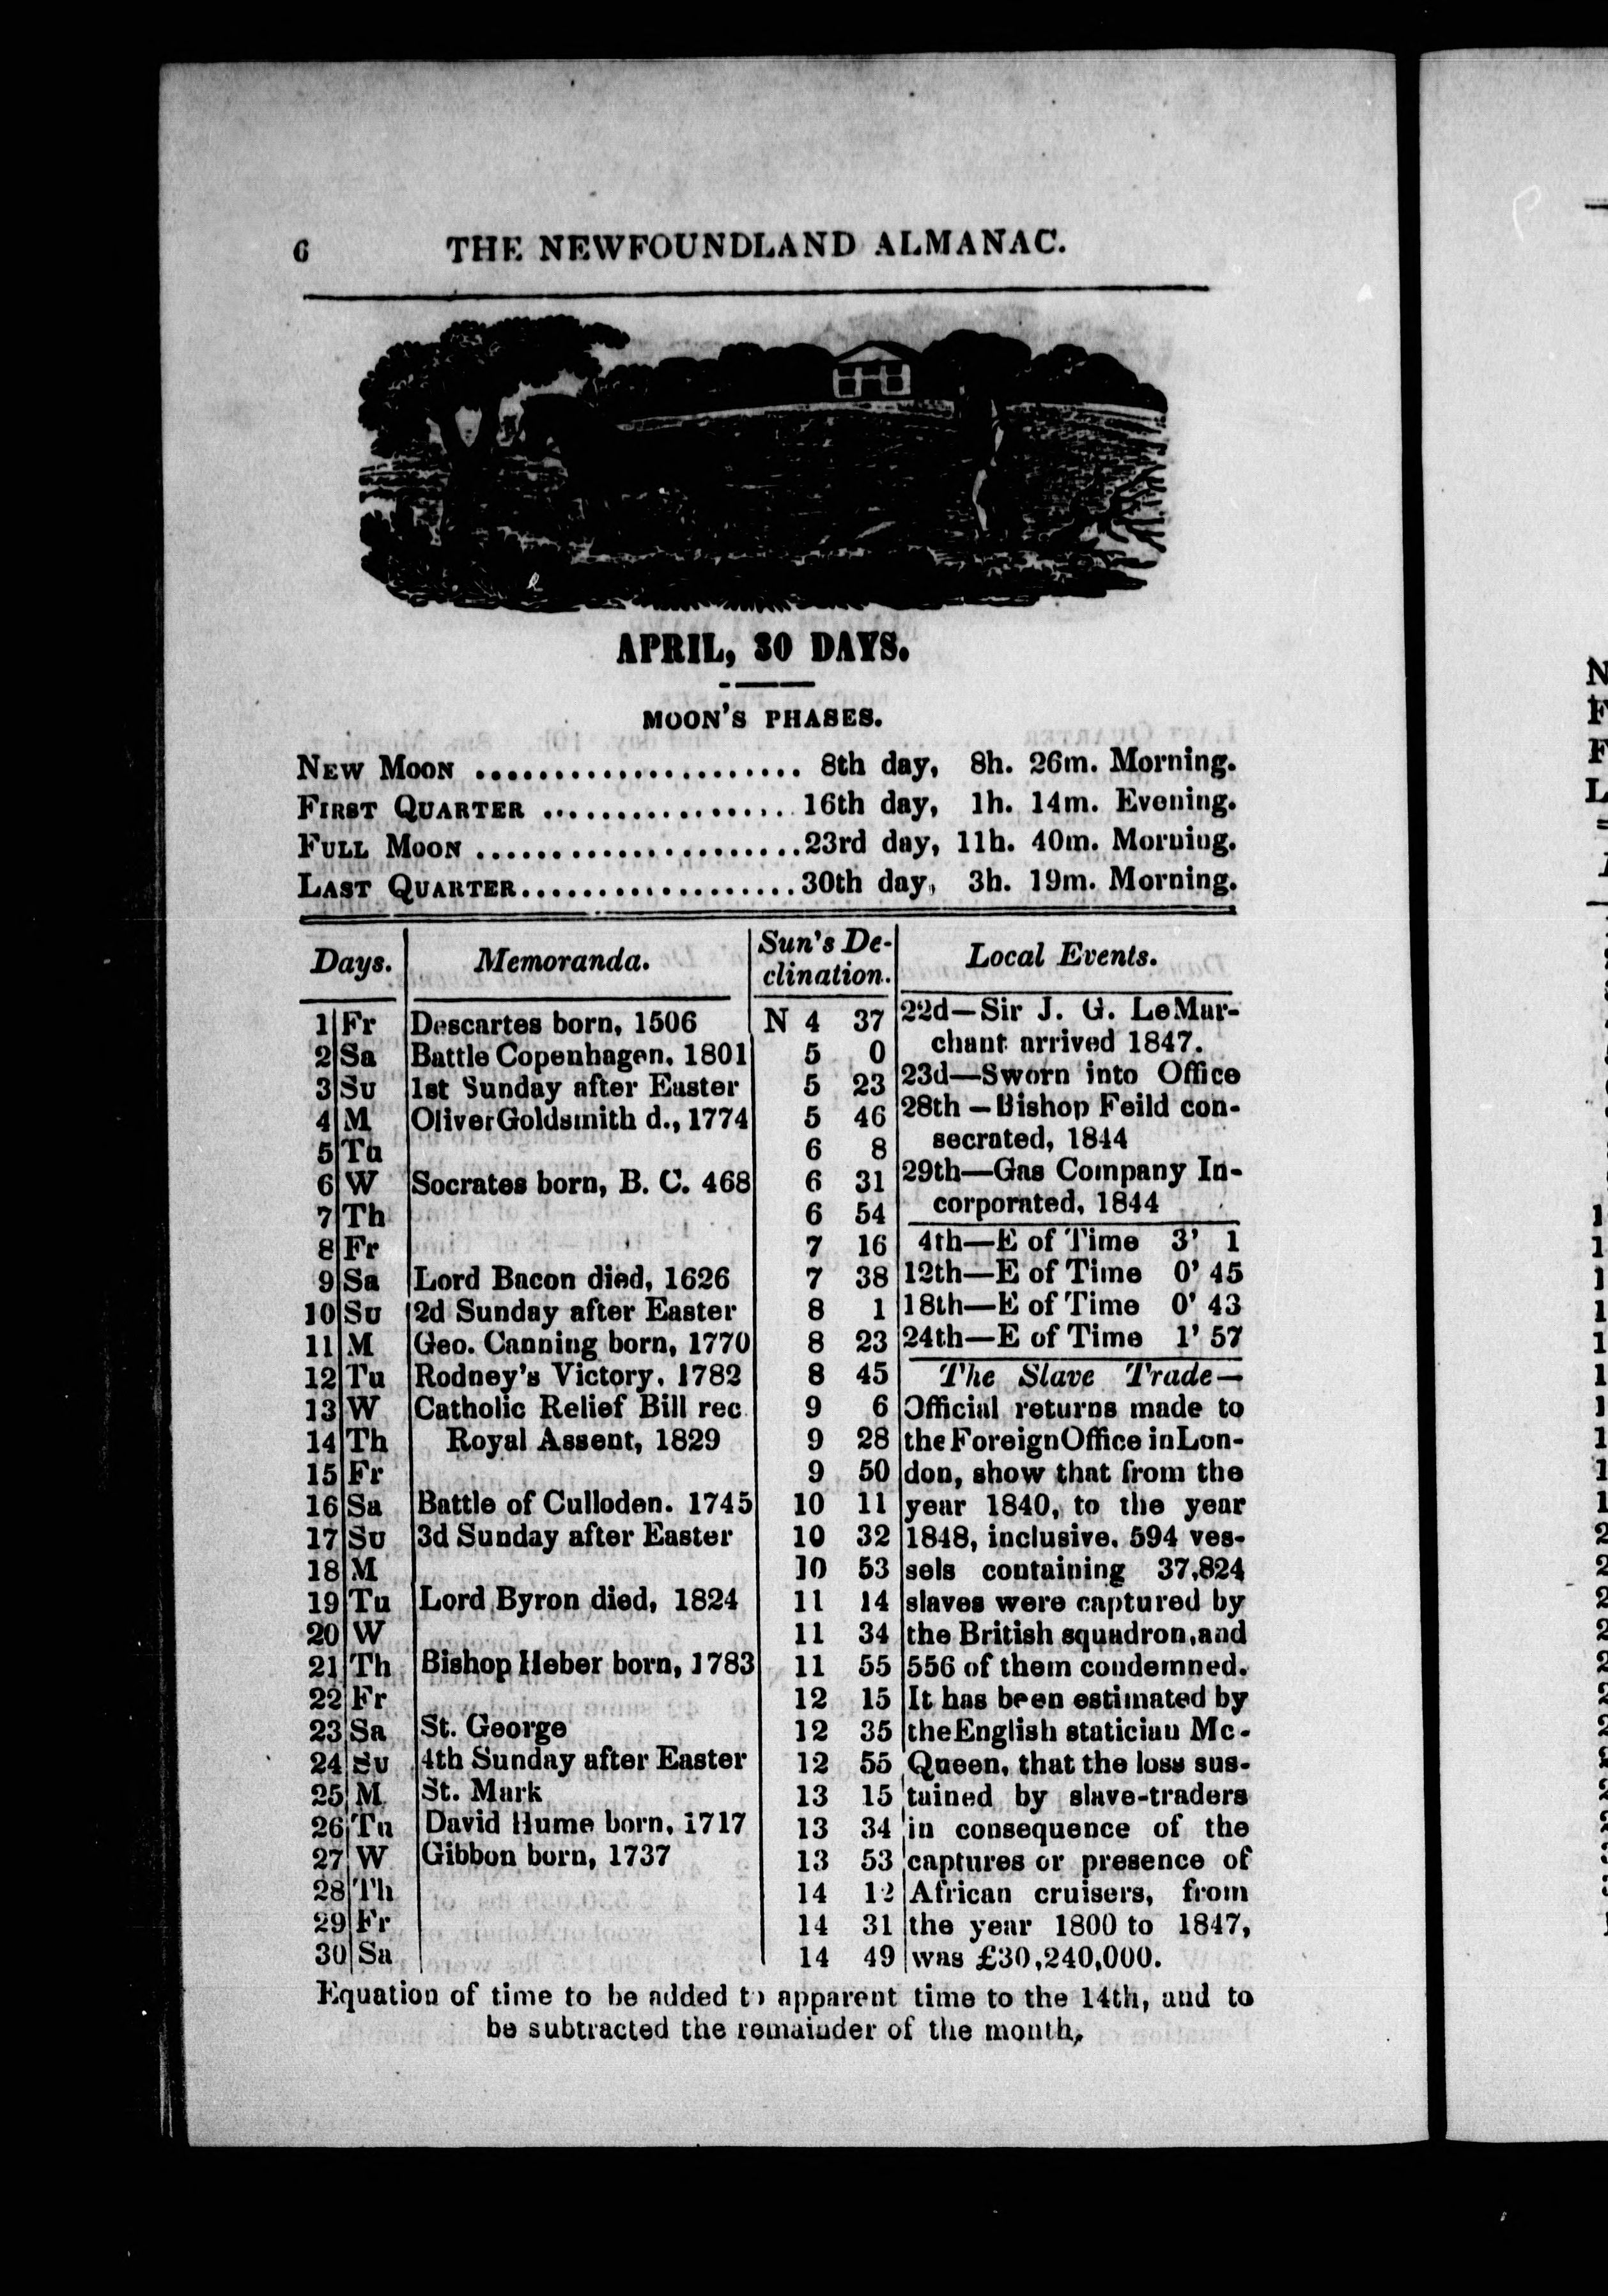 6 THE NEWFOUNDLAND ALMANAC.
APRIL, 30 DAYS.
MOON'S PHASES.
NEW MOON ..................... 8th day, 8h. 26m. Morning.
FIRST QUARTER ................. 16th day, 1h. 14m. Evening.
FULL MOON ......................23rd day, 11h. 40m. Morning.
LAST QUARTER...................30th day, 3h. 19m. Morning.
Days. Memoranda. Sun's De-
clination.
1 Fr Descartes born, 1506 N 4 37
2 Sa Battle Copenhagen, 1801 5 0
3 Su 1st Sunday after Easter 5 23
4 M Oliver Goldsmith d., 1774 5 46
5 Tu 6 8
6 W Socrates born, B. C. 468 6 31
7 Th 6 54
8 Fr 7 16
9 Sa Lord Bacon died, 1626 7 38
10 Su 2d Sunday after Easter 8 1
11 M Geo. Canning born, 1770 8 23
12 Tu Rodney's Victory, 1782 8 45
13 W Catholic Relief Bill rec 9 6
14 Th Royal Assent, 1829 9 28
15 Fr 9 50
16 Sa Battle of Culloden. 1745 10 11
17 Su 3d Sunday after Easter 10 32
18 M 10 53
19 Tu Lord Byron died, 1824 11 14
20 W 11 34
21 Th Bishop Heber born, 1783 11 55
22 Fr 12 15
23 Sa St. George 12 35
24 Su 4th Sunday after Easter 12 55
25 M St. Mark 13 15
26 Tu David Hume born, 1717 13 34
27 W Gibbon born, 1737 13 53
28 Th 14 12
29 Fr 14 31
30 Sa 14 49
Local Events.
22d—Sir J. G. LeMar-
chant arrived 1847.
23d—Sworn into Office
28th—Bishop Feild con-
secrated, 1844
29th—Gas Company In-
corporated, 1844
4th—E of Time 3' 1
12th—E of Time 0' 45
18th—E of Time 0' 43
24th—E of Time 1' 57
The Slave Trade—
Official returns made to
the Foreign Office in Lon-
don, show that from the
year 1840, to the year
1848, inclusive, 594 ves-
sels containing 37,824
slaves were captured by
the British squadron, and
556 of them condemned.
It has been estimated by
the English statician Mc-
Queen, that the loss sus-
tained by slave-traders
in consequence of the
captures or presence of
African cruisers, from
the year 1800 to 1847,
was £30,240,000.
Equation of time to be added to apparent time to the 14th, and to
be subtracted the remainder of the month,